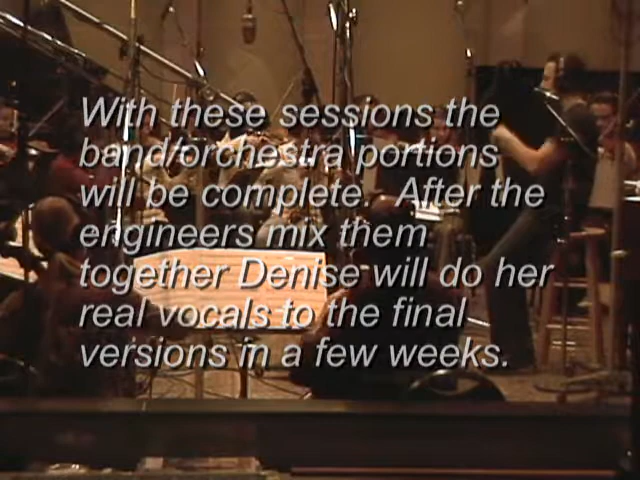 With these sessions the
band/orchestra portions
will be complete.  After the
engineers mix them
together Denise will do her
real vocals to the final
versions in a few weeks.